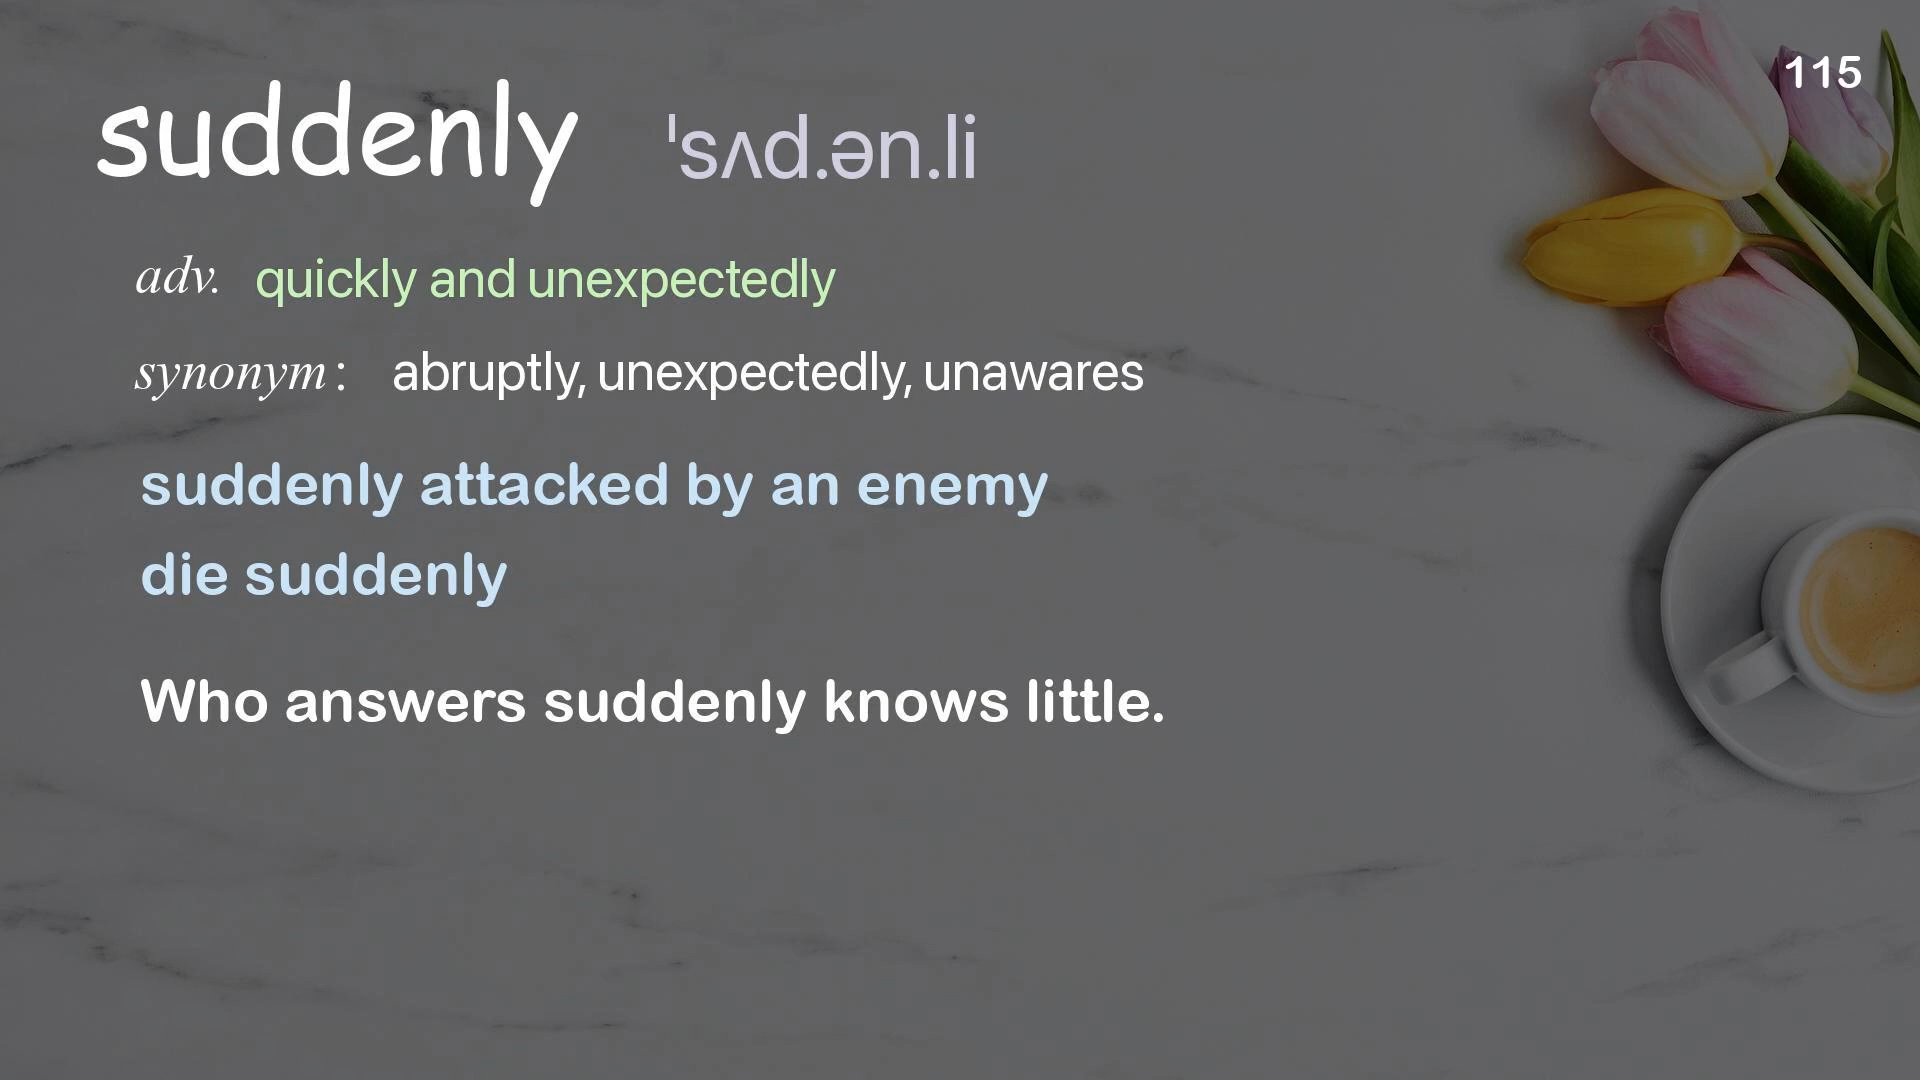 115
suddenly ˈsʌd.ən.li
adv. quickly and unexpectedly
synonym : abruptly, unexpectedly, unawares
suddenly attacked by an enemy
die suddenly
Who answers suddenly knows little.